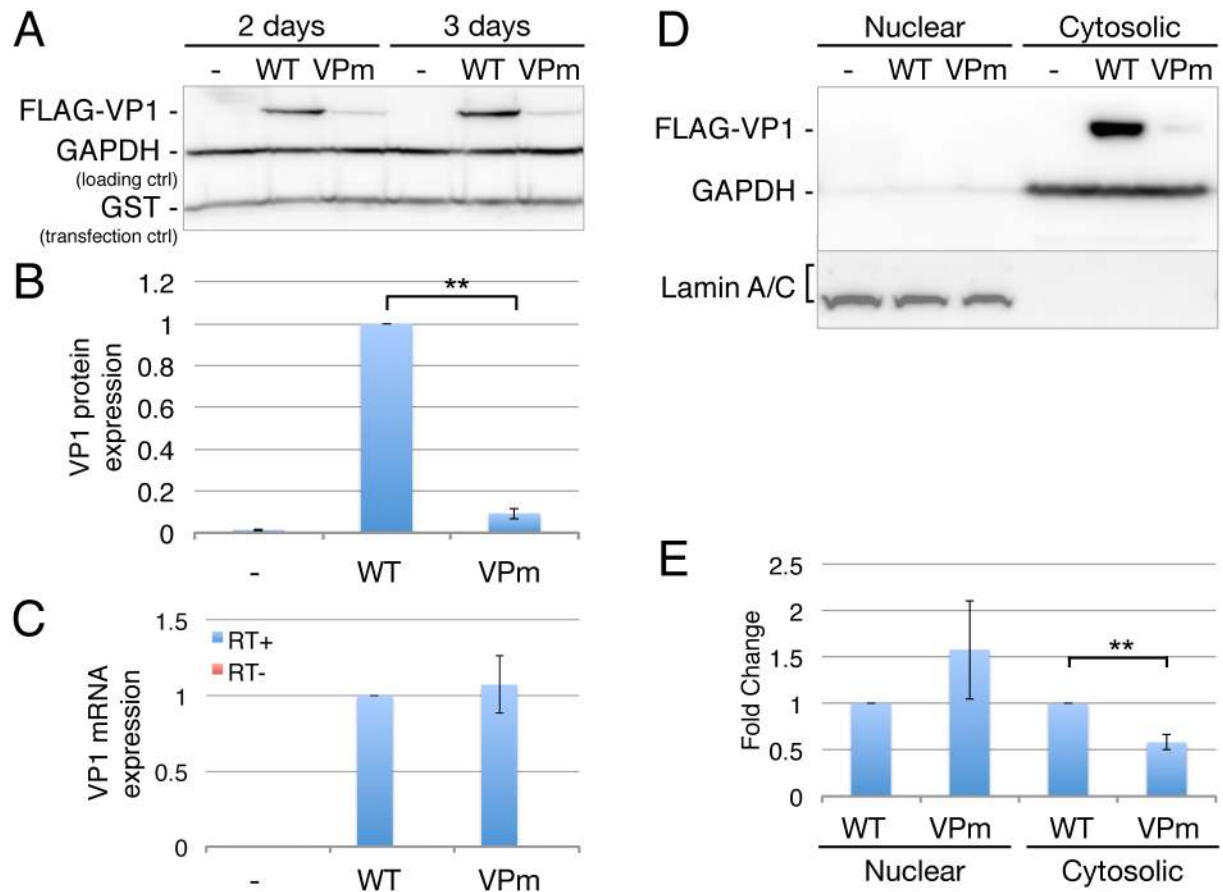 A
2 days 3 days
- WT VPm - WT VPm
FLAG-VP1 -
GAPDH -
(loading ctrl)
GST -
(transfection ctrl)
B
VP1 protein
expression
1.2
1
0.8
0.6
0.4
0.2
0
**
- WT VPm
C
VP1 mRNA
expression
1.5
1
0.5
0
RT+
RT-
- WT VPm
D
Nuclear Cytosolic
- WT VPm - WT VPm
FLAG-VP1 -
GAPDH -
Lamin A/C [
E
Fold Change
2.5
2
1.5
1
0.5
0
**
WT VPm WT VPm
Nuclear Cytosolic